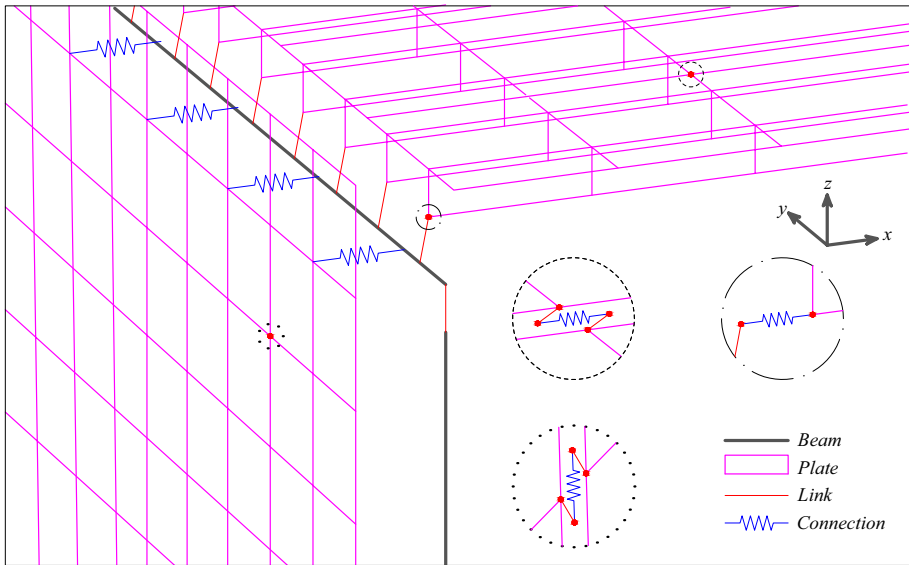 z
y
x
Beam
Plate
Link
Connection